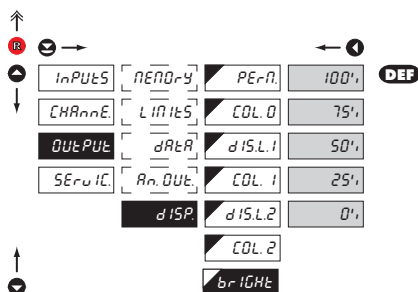 R
InPUtS MEMOrY PErM. 100% DEF
CHAnnE. LIMItS COL. 0 75%
OUtPUt dAtA dIS.L.1 50%
SErvIC. An. OUt. COL. 1 25%
dISP. dIS.L.2 0%
COL. 2
brIGHt